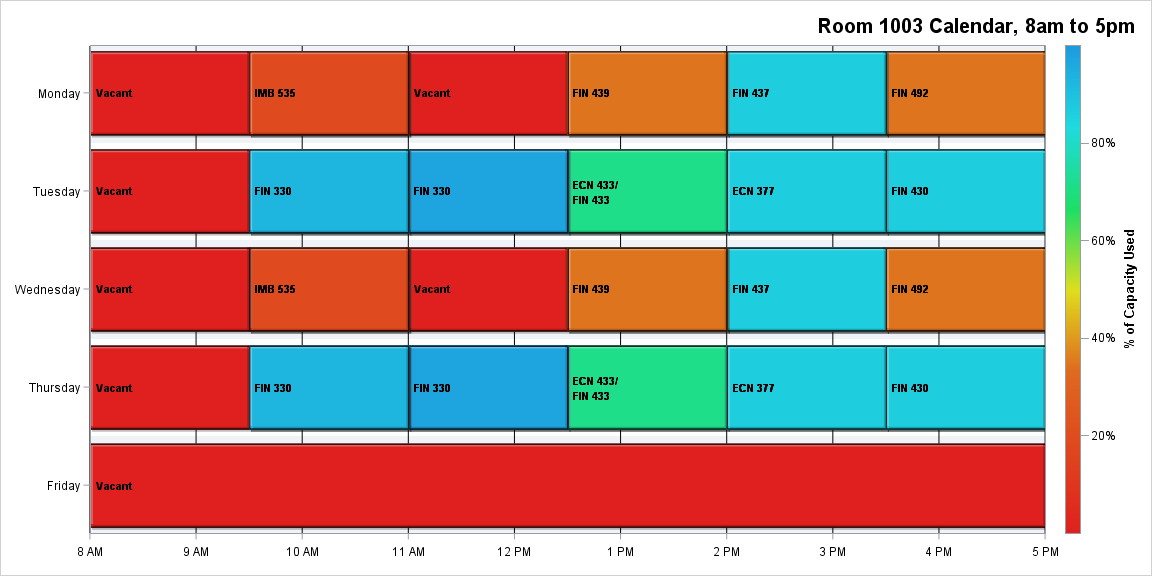 Room 1003 Calendar, 8am to 5pm
Monday
Vacant
IMB 535
Vacant
FIN 439
FIN 437
FIN 492
Tuesday
Vacant
FIN 330
FIN 330
ECN 433/
FIN 433
ECN 377
FIN 430
Wednesday
Vacant
IMB 535
Vacant
FIN 439
FIN 437
FIN 492
Thursday
Vacant
FIN 330
FIN 330
ECN 433/
FIN 433
ECN 377
FIN 430
Friday
Vacant
8 AM
9 AM
10 AM
11 AM
12 PM
1 PM
2 PM
3 PM
4 PM
5 PM
80%
60%
40%
20%
% of Capacity Used